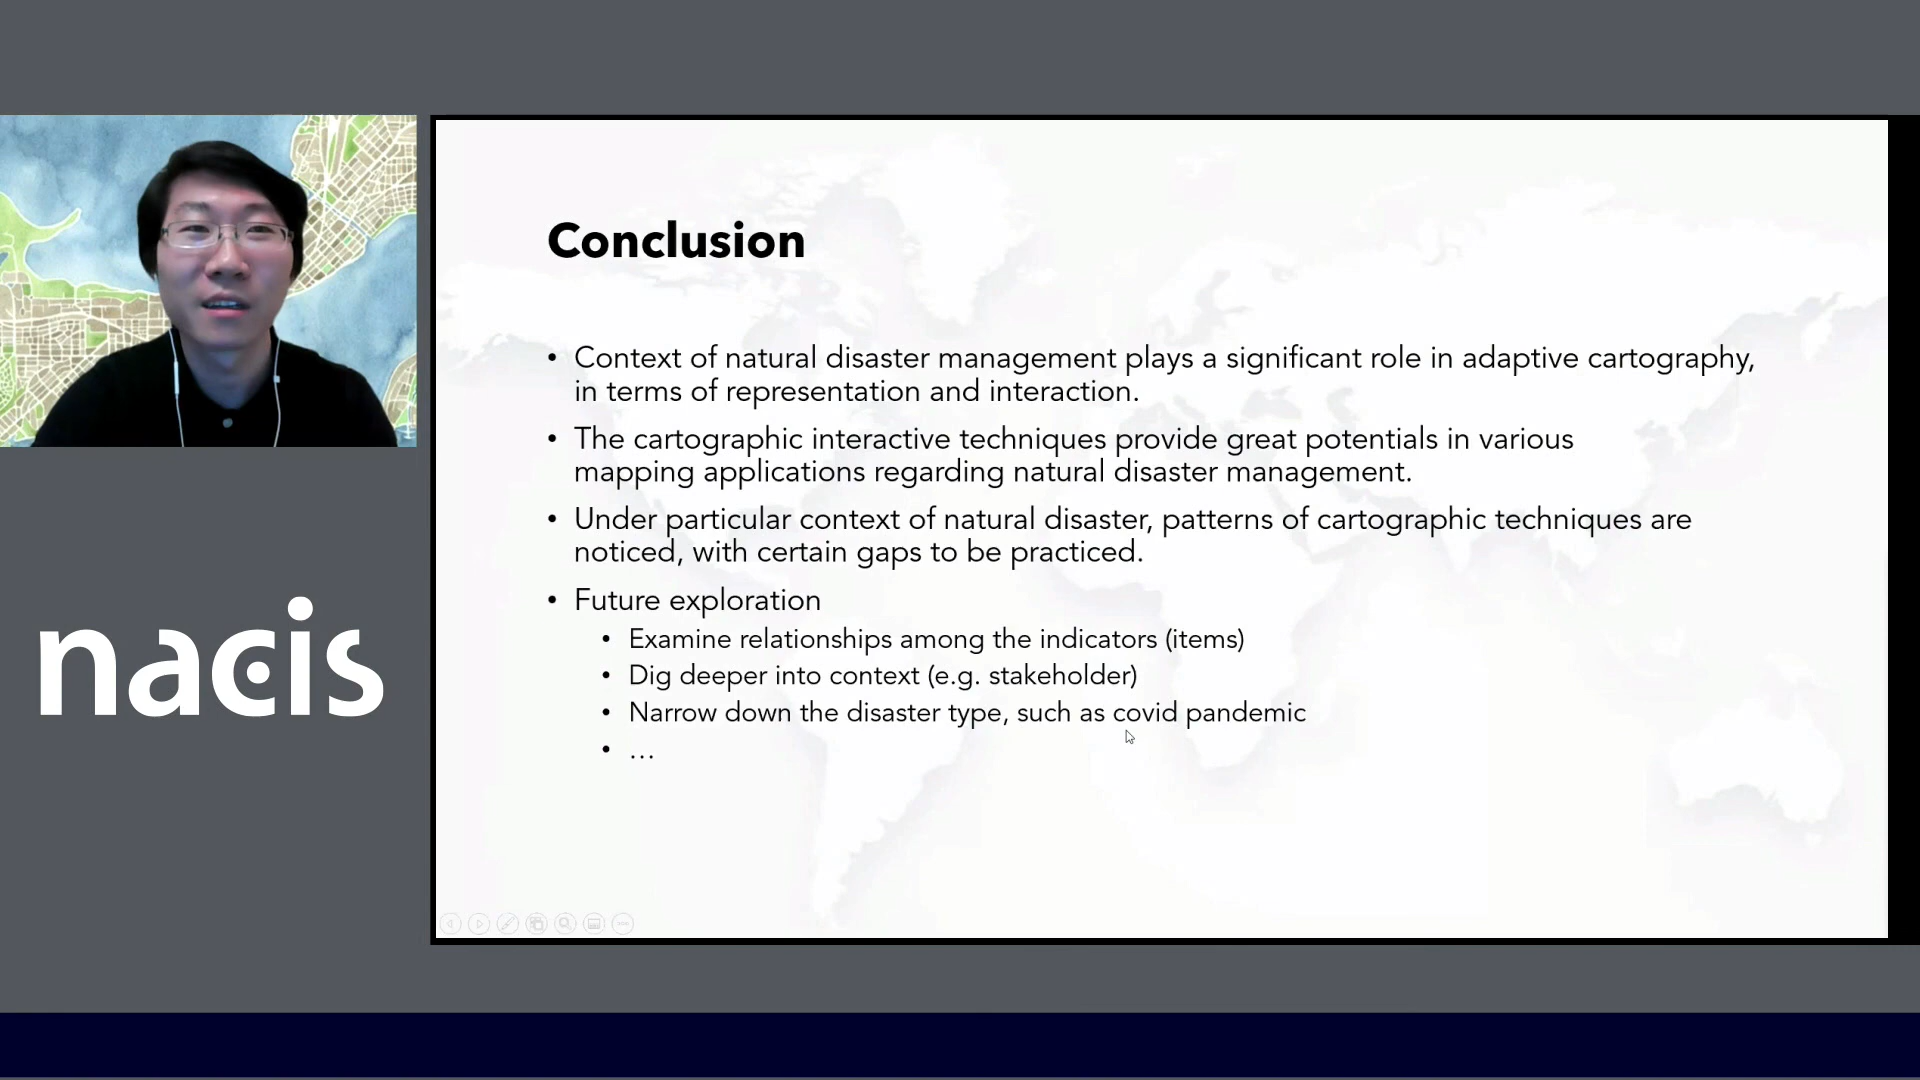 Conclusion
• Context of natural disaster management plays a significant role in adaptive cartography,
in terms of representation and interaction.
• The cartographic interactive techniques provide great potentials in various
mapping applications regarding natural disaster management.
• Under particular context of natural disaster, patterns of cartographic techniques are
noticed, with certain gaps to be practiced.
• Future exploration
• Examine relationships among the indicators (items)
• Dig deeper into context (e.g. stakeholder)
• Narrow down the disaster type, such as covid pandemic
• …
nacis